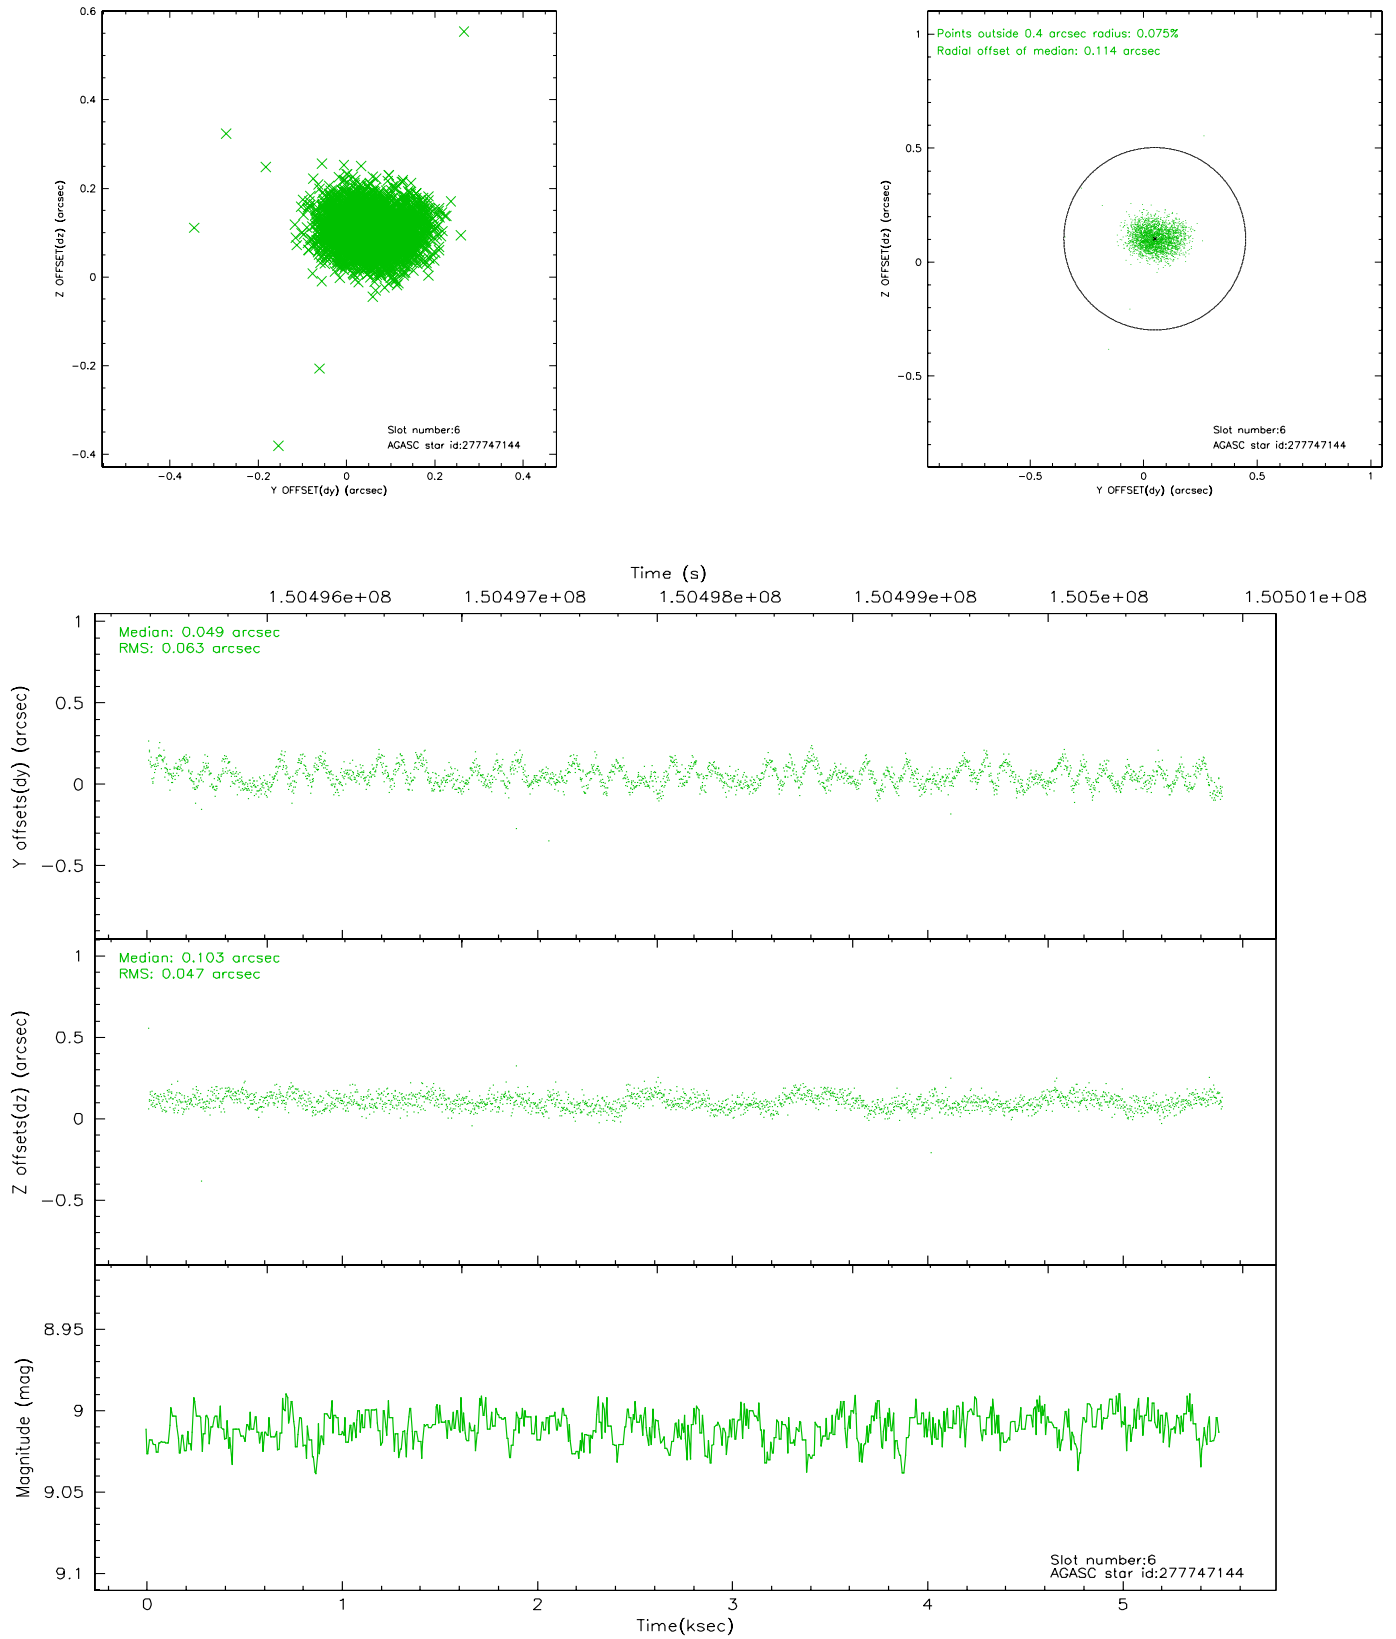 0.6
0.4
0.2
0
−0.2
−0.4
Z OFFSET(dz) (arcsec)
Slot number:6
AGASC star id:277747144
−0.4 −0.2 0 0.2 0.4
Y OFFSET(dy) (arcsec)
Points outside 0.4 arcsec radius: 0.075%
Radial offset of median: 0.114 arcsec
1
0.5
0
−0.5
Z OFFSET(dz) (arcsec)
Slot number:6
AGASC star id:277747144
−0.5 0 0.5 1
Y OFFSET(dy) (arcsec)
Time (s)
1.50496e+08 1.50497e+08 1.50498e+08 1.50499e+08 1.505e+08 1.50501e+08
Median: 0.049 arcsec
RMS: 0.063 arcsec
1
0.5
0
−0.5
Y offsets(dy) (arcsec)
Median: 0.103 arcsec
RMS: 0.047 arcsec
1
0.5
0
−0.5
Z offsets(dz) (arcsec)
8.95
9
9.05
9.1
Magnitude (mag)
Slot number:6
AGASC star id:277747144
0 1 2 3 4 5
Time(ksec)